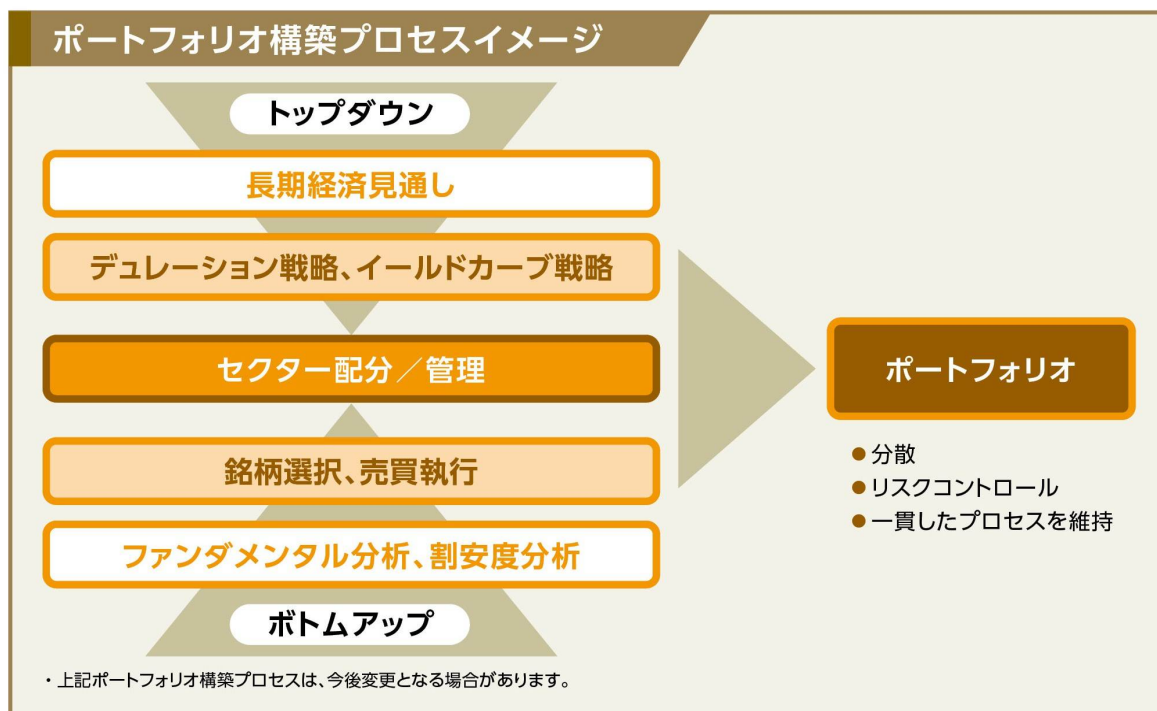 ポートフォリオ構築プロセスイメージ
トップダウン
長期経済見通し
デュレーション戦略、イールドカーブ戦略
セクター配分／管理
銘柄選択、売買執行
ファンダメンタル分析、割安度分析
ボトムアップ
ポートフォリオ
●分散
●リスクコントロール
●一貫したプロセスを維持
・上記ポートフォリオ構築プロセスは、今後変更となる場合があります。